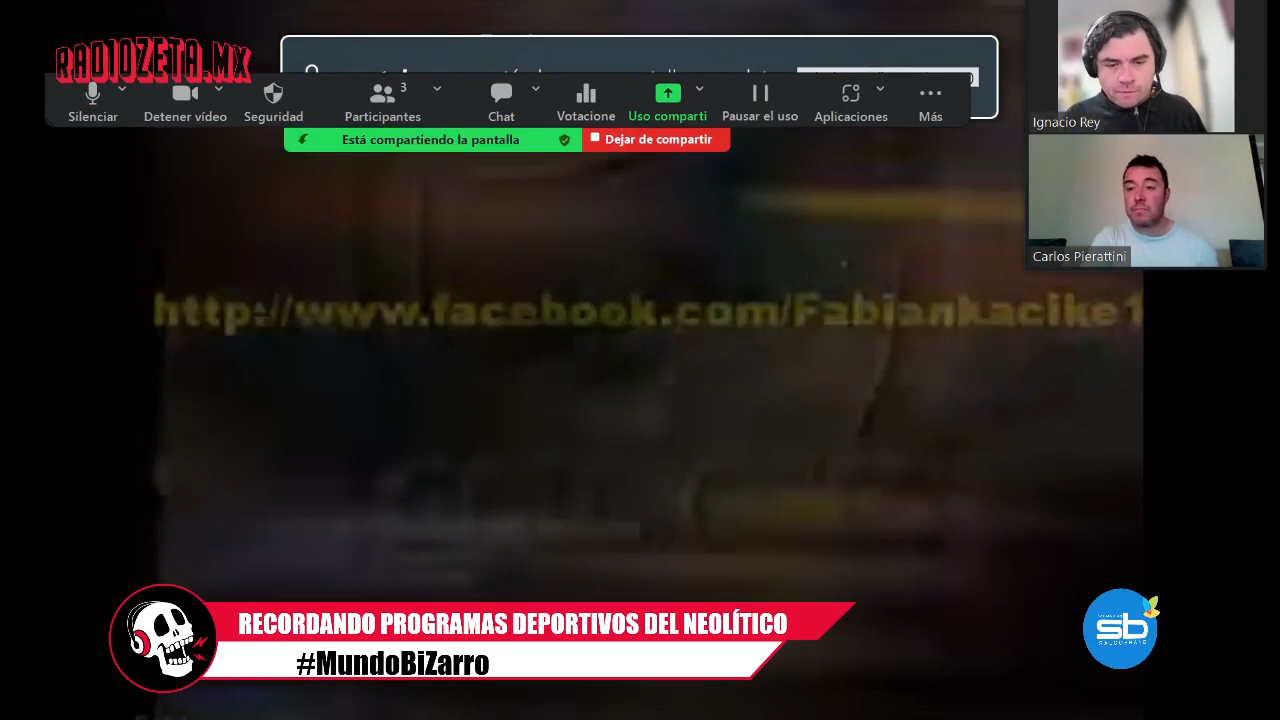 RADIOZETA.MX
3
Silenciar
Detener vídeo
Seguridad
Participantes
Chat
Votacione
Uso comparti
Pausar el uso
Aplicaciones
Más
Está compartiendo la pantalla
Dejar de compartir
Ignacio Rey
Carlos Pierattini
http://www.facebook.com/Fabiankacike1
RECORDANDO PROGRAMAS DEPORTIVOS DEL NEOLÍTICO
#MundoBiZarro
sb